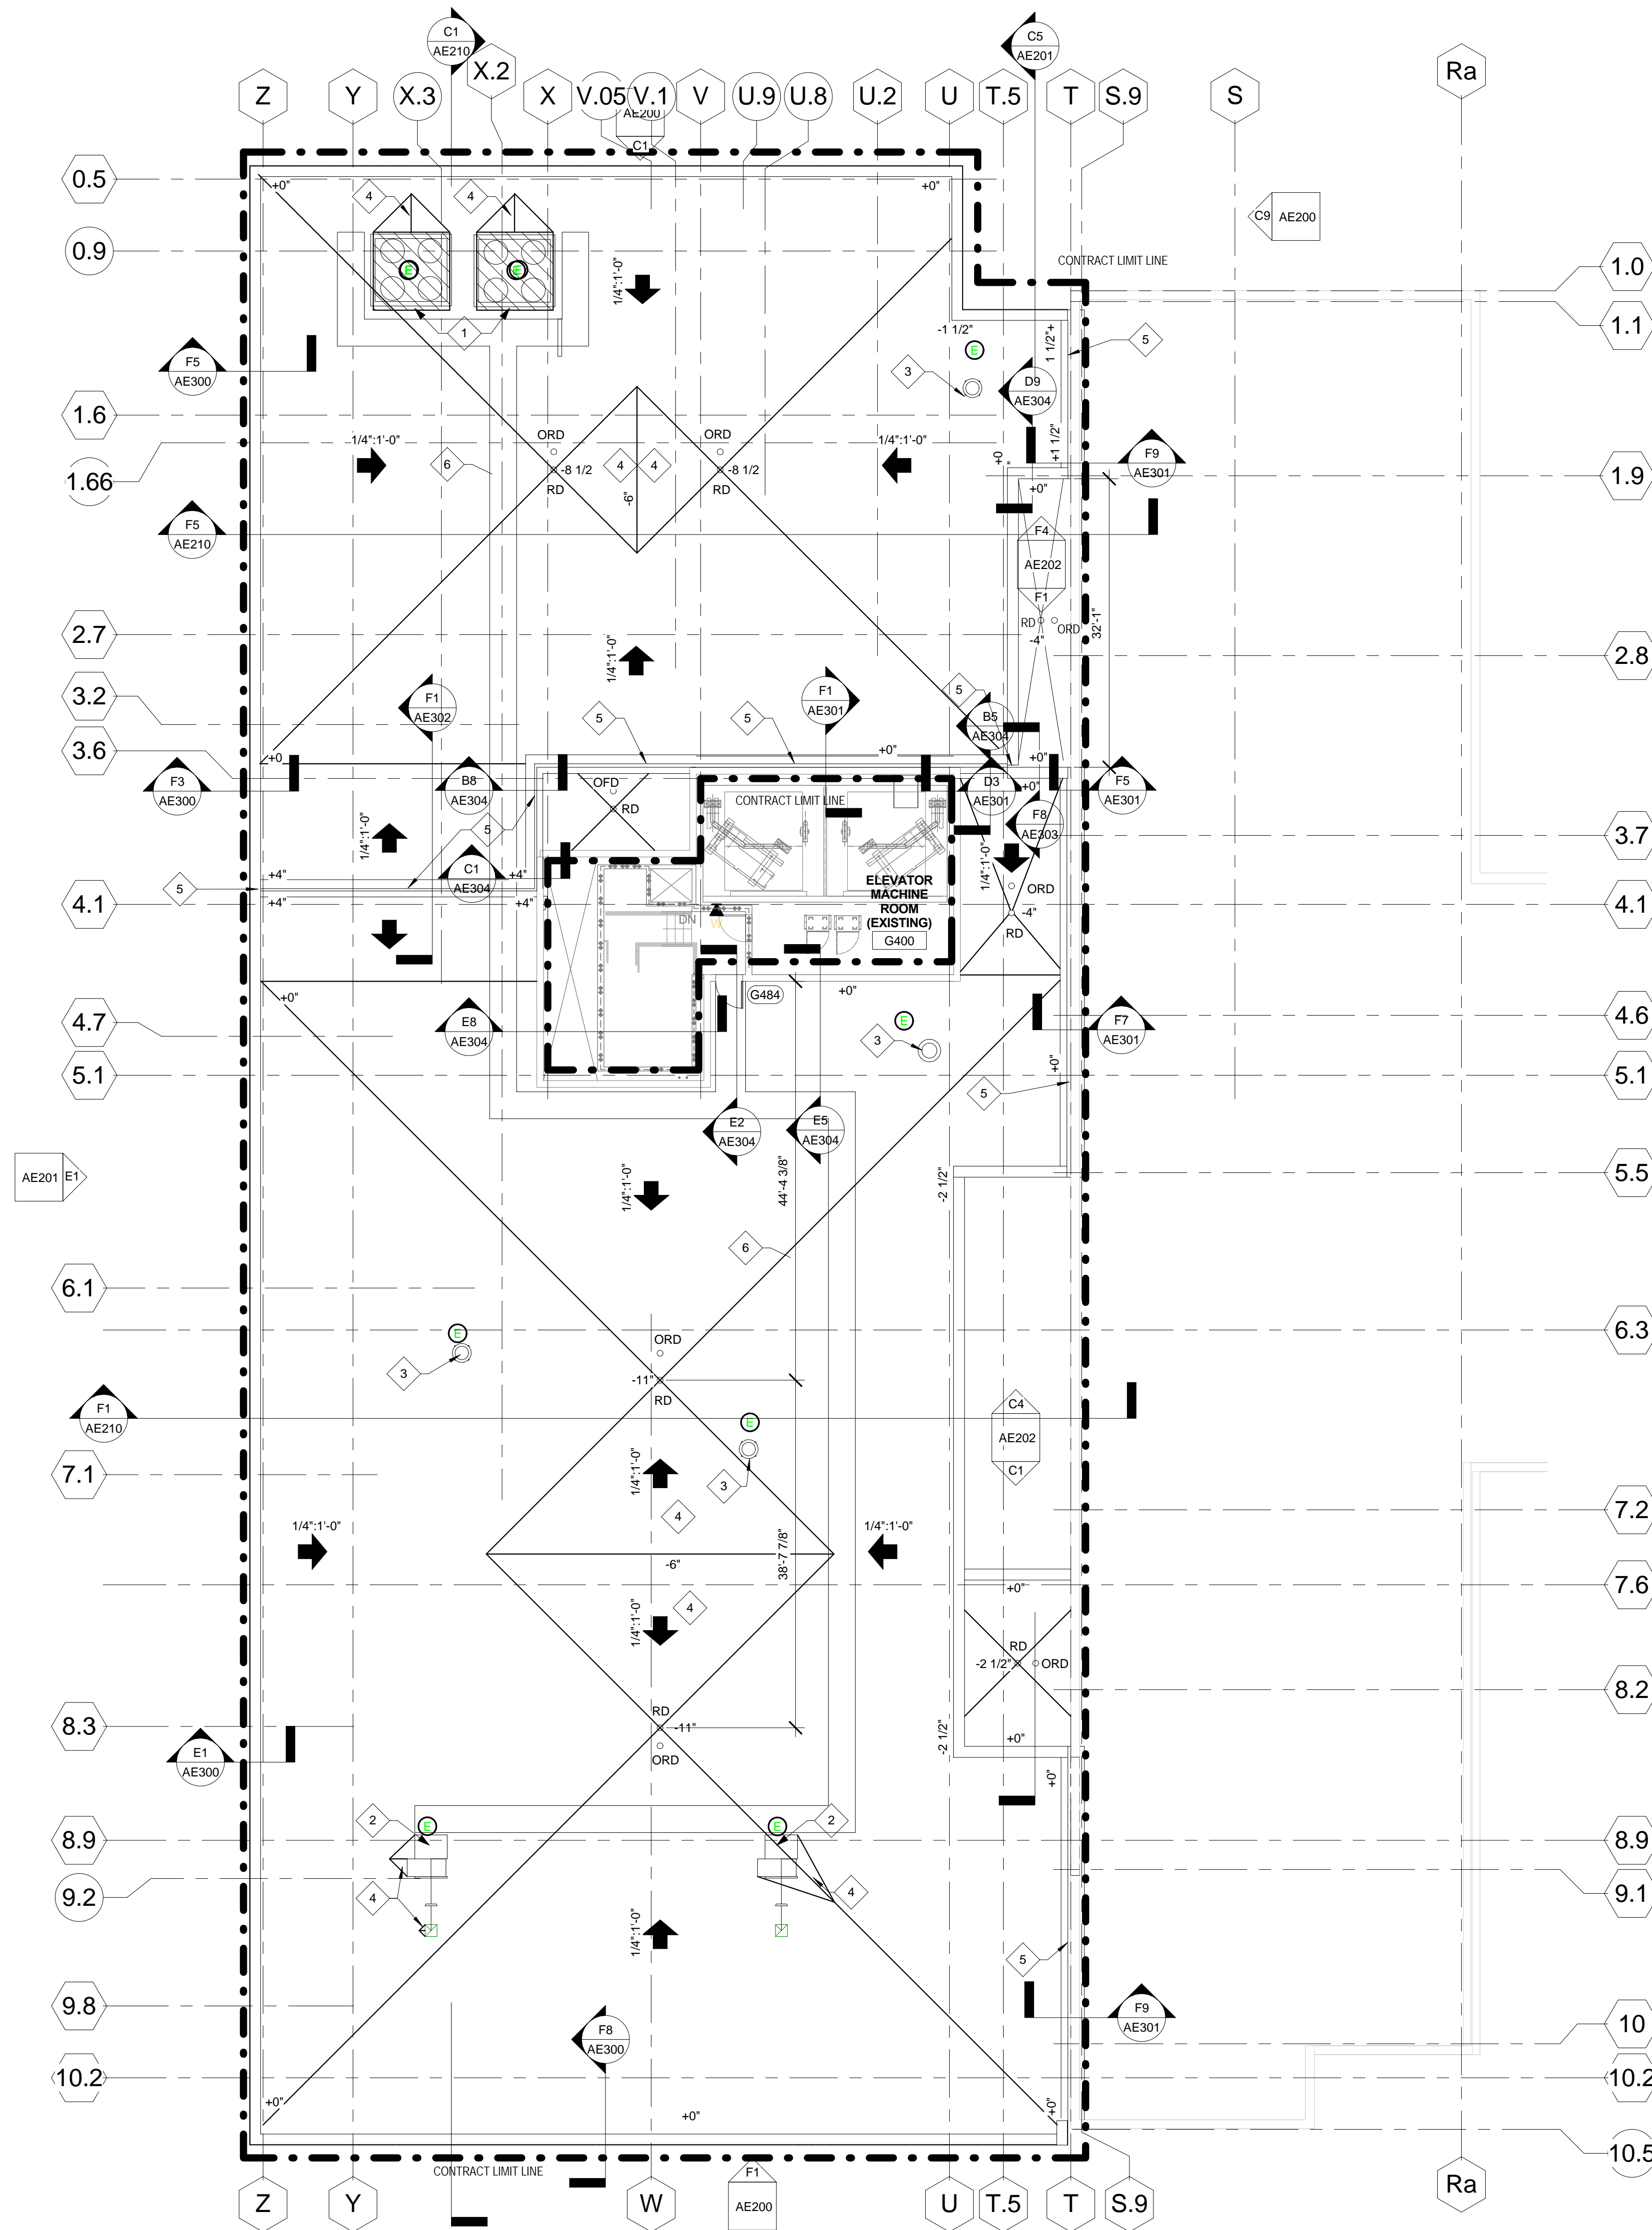 C1
AE210
C5
AE201
X.2
Z
Y
X.3
X
V.05
V.1
V
U.9
U.8
U.2
U
T.5
T
S.9
S
Ra
AE200
C1
0.5
+0"
+0"
4
4
C9
AE200
0.9
CONTRACT LIMIT LINE
1.0
E
E
1/4":1'-0"
1
-1 1/2"
1 1/2"+
5
1.1
E
F5
AE300
3
D9
AE304
1.6
1/4":1'-0"
ORD
ORD
1/4":1'-0"
+1 1/2"
+0
F9
AE301
1.66
6
-8 1/2
4
4
-8 1/2
1.9
RD
RD
-6"
+0"
F5
AE210
F4
AE202
F1
2.7
RD
ORD
32'-1"
-4"
1/4":1'-0"
2.8
3.2
F1
AE302
F1
AE301
5
5
5
B5
AE304
3.6
+0
+0"
+0"
F3
AE300
B8
AE304
OFD
RD
CONTRACT LIMIT LINE
D3
AE301
+0"
F5
AE301
F8
AE303
3.7
5
1/4":1'-0"
1/4":1'-0"
C1
AE304
+4"
+4"
5
ELEVATOR
MACHINE
ROOM
(EXISTING)
G400
ORD
4.1
+4"
+4"
DN
W
-4"
4.1
RD
G484
+0"
+0"
4.7
E8
AE304
E
3
F7
AE301
4.6
5.1
+0"
5
5.1
E2
AE304
E5
AE304
AE201
E1
1/4":1'-0"
44'-4 3/8"
-2 1/2"
5.5
6
6.1
E
ORD
6.3
3
-11"
RD
F1
AE210
E
C4
AE202
C1
7.1
3
1/4":1'-0"
4
7.2
1/4":1'-0"
1/4":1'-0"
-6"
38'-7 7/8"
7.6
+0"
4
1/4":1'-0"
RD
-2 1/2"
ORD
8.2
8.3
RD
-11"
ORD
-2 1/2"
+0"
E1
AE300
+0"
2
E
E
2
8.9
8.9
9.2
4
4
9.1
1/4":1'-0"
5
9.8
F8
AE300
F9
AE301
10
10.2
10.2
+0"
+0"
+0"
10.5
CONTRACT LIMIT LINE
Z
Y
W
F1
AE200
U
T.5
T
S.9
Ra